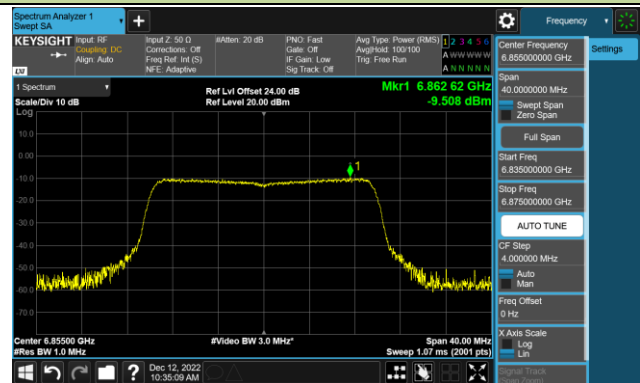 Spectrum Analyzer 1
Swept SA
Frequency
KEYSIGHT
Input: RF
Coupling: DC
Align: Auto
Input Z: 50 Ω
Corrections: Off
Freq Ref: Int (S)
NFE: Adaptive
#Atten: 20 dB
PNO: Fast
Gate: Off
IF Gain: Low
Sig Track: Off
Avg Type: Power (RMS)
Avg|Hold: 100/100
Trig: Free Run
1 2 3 4 5 6
A W W W W W
A N N N N N
LXI
1 Spectrum
Scale/Div 10 dB
Log
Ref Lvl Offset 24.00 dB
Ref Level 20.00 dBm
Mkr1 6.862 62 GHz
-9.508 dBm
10.0
0.00
-10.0
-20.0
-30.0
-40.0
-50.0
-60.0
-70.0
1
Center 6.85500 GHz
#Res BW 1.0 MHz
#Video BW 3.0 MHz*
Span 40.00 MHz
Sweep 1.07 ms (2001 pts)
Dec 12, 2022
10:35:09 AM
Center Frequency
6.855000000 GHz
Settings
Span
40.0000000 MHz
Swept Span
Zero Span
Full Span
Start Freq
6.835000000 GHz
Stop Freq
6.875000000 GHz
AUTO TUNE
CF Step
4.000000 MHz
Auto
Man
Freq Offset
0 Hz
X Axis Scale
Log
Lin
Signal Track